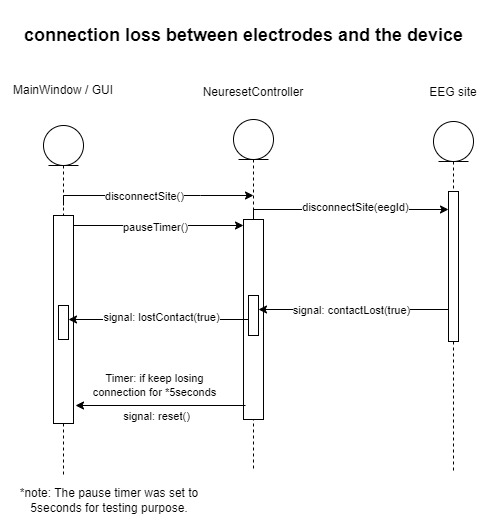 connection loss between electrodes and the device
MainWindow / GUI
NeuresetController
EEG site
disconnectSite()
disconnectSite(eegId)
pauseTimer()
signal: contactLost(true)
signal: lostContact(true)
Timer: if keep losing
connection for *5seconds
signal: reset()
*note: The pause timer was set to
5seconds for testing purpose.